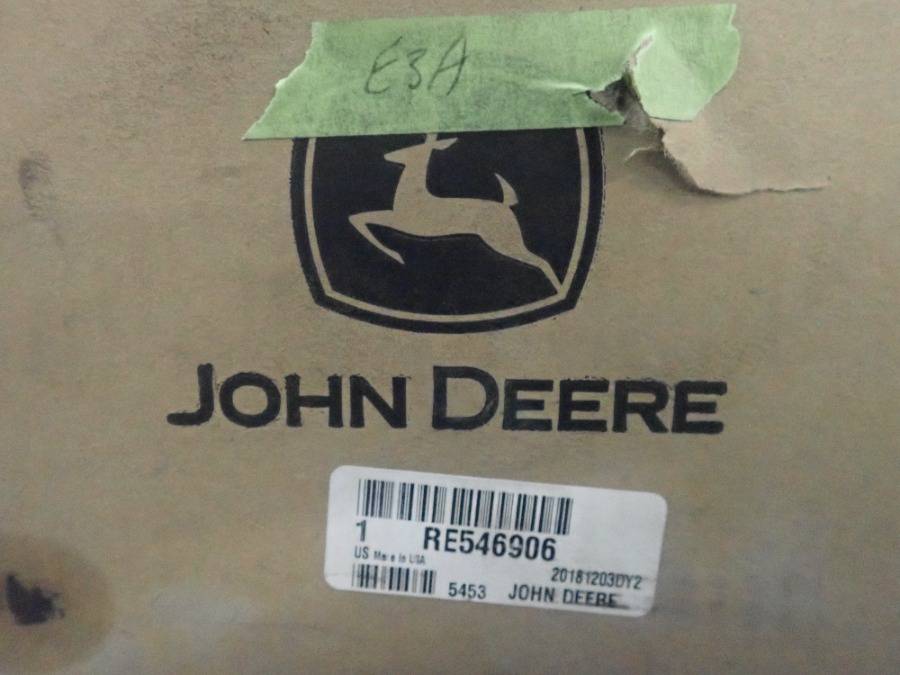 E3A
JOHN DEERE
1 RE546906
US Made in USA
20181203DY2
5453 JOHN DEERE